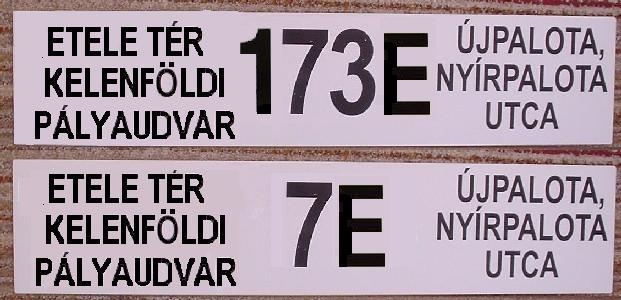 ETELE TÉR
KELENFÖLDI
PÁLYAUDVAR
173E
ÚJPALOTA,
NYÍRPALOTA
UTCA
ETELE TÉR
KELENFÖLDI
PÁLYAUDVAR
7E
ÚJPALOTA,
NYÍRPALOTA
UTCA